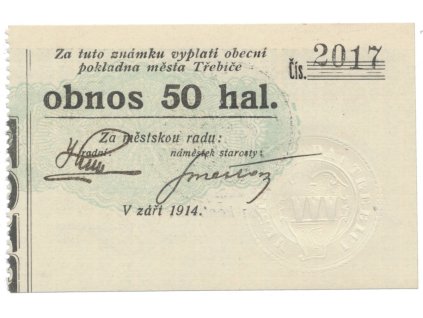 Za tuto známku vyplatí obecní
pokladna města Třebíče
Čís. 2017
obnos 50 hal.
Za městskou radu:
radní: náměstek starosty:
V září 1914.